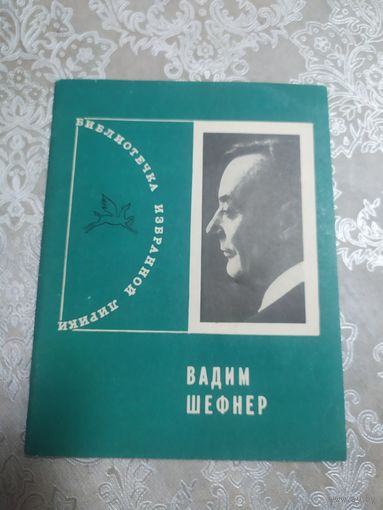 БИБЛИОТЕЧКА ИЗБРАННОЙ ЛИРИКИ
ВАДИМ
ШЕФНЕР